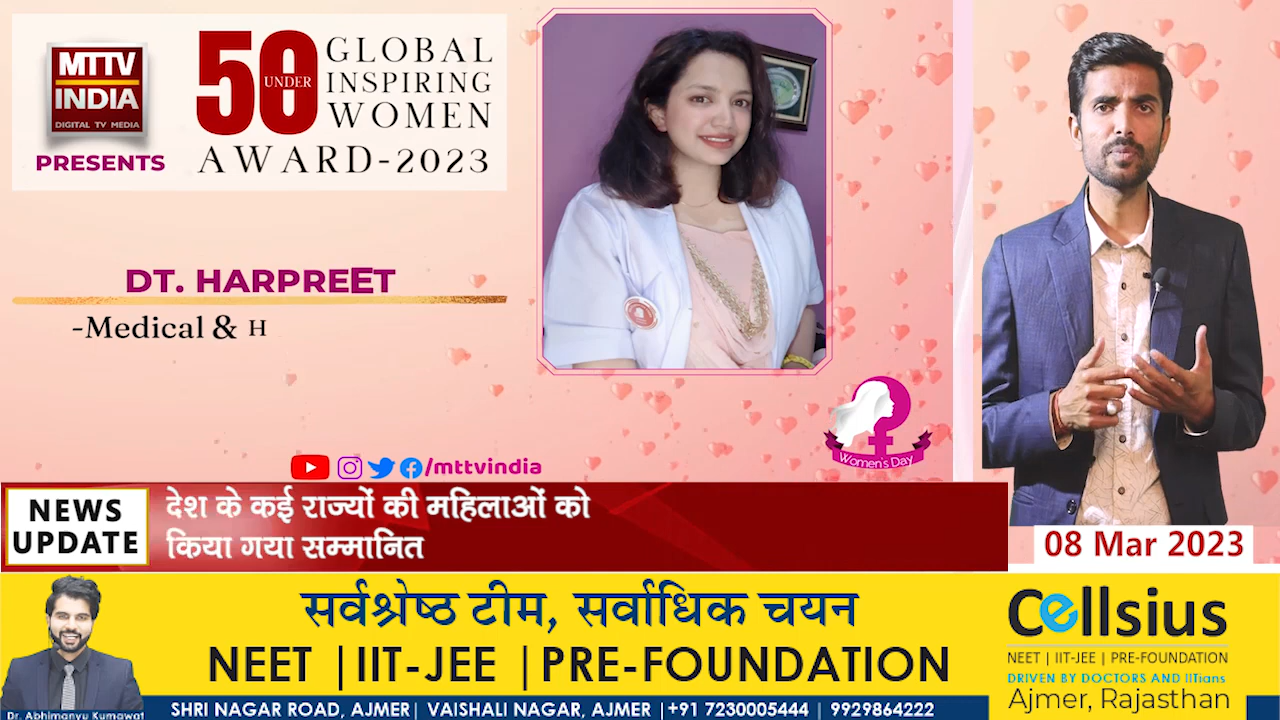 MTTV
INDIA
DIGITAL TV MEDIA
PRESENTS
50
UNDER
GLOBAL
INSPIRING
WOMEN
AWARD-2023
DT. HARPREET
-Medical & H
Women's Day
/mttvindia
NEWS
UPDATE
देश के कई राज्यों की महिलाओं को
किया गया सम्मानित
08 Mar 2023
सर्वश्रेष्ठ टीम, सर्वाधिक चयन
NEET | IIT-JEE | PRE-FOUNDATION
Dr. Abhimanyu Kumawat
SHRI NAGAR ROAD, AJMER| VAISHALI NAGAR, AJMER |+91 7230005444 | 9929864222
Cellsius
NEET | IIT-JEE | PRE-FOUNDATION
DRIVEN BY DOCTORS AND IITians
Ajmer, Rajasthan